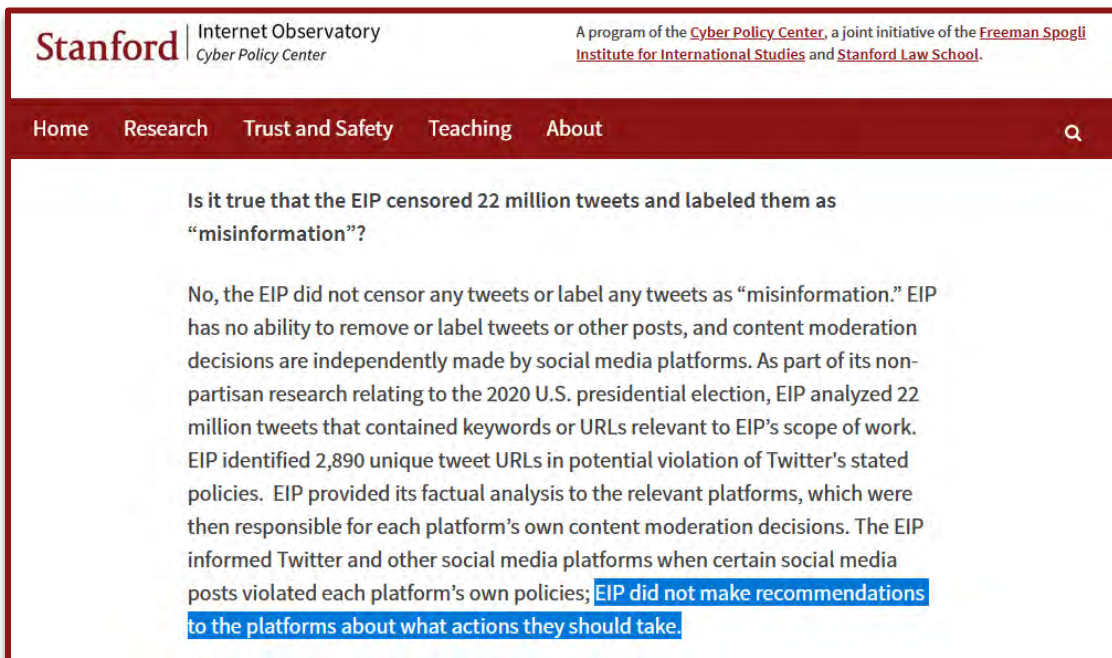 Stanford
Internet Observatory
Cyber Policy Center
A program of the Cyber Policy Center, a joint initiative of the Freeman Spogli
Institute for International Studies and Stanford Law School.
Home Research Trust and Safety Teaching About
Is it true that the EIP censored 22 million tweets and labeled them as
“misinformation”?
No, the EIP did not censor any tweets or label any tweets as “misinformation.” EIP
has no ability to remove or label tweets or other posts, and content moderation
decisions are independently made by social media platforms. As part of its non-
partisan research relating to the 2020 U.S. presidential election, EIP analyzed 22
million tweets that contained keywords or URLs relevant to EIP’s scope of work.
EIP identified 2,890 unique tweet URLs in potential violation of Twitter's stated
policies. EIP provided its factual analysis to the relevant platforms, which were
then responsible for each platform’s own content moderation decisions. The EIP
informed Twitter and other social media platforms when certain social media
posts violated each platform’s own policies; EIP did not make recommendations
to the platforms about what actions they should take.